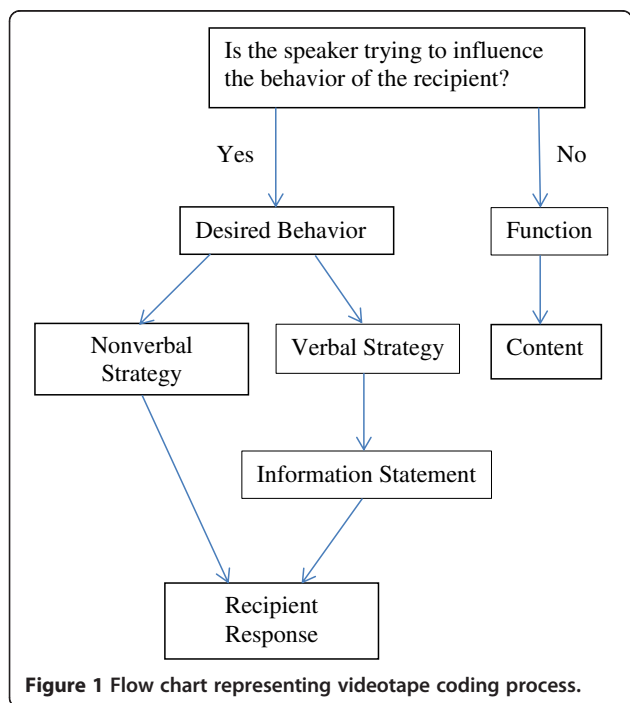 Is the speaker trying to influence
the behavior of the recipient?
Yes
No
Desired Behavior
Function
Nonverbal
Strategy
Verbal Strategy
Content
Information Statement
Recipient
Response
Figure 1 Flow chart representing videotape coding process.